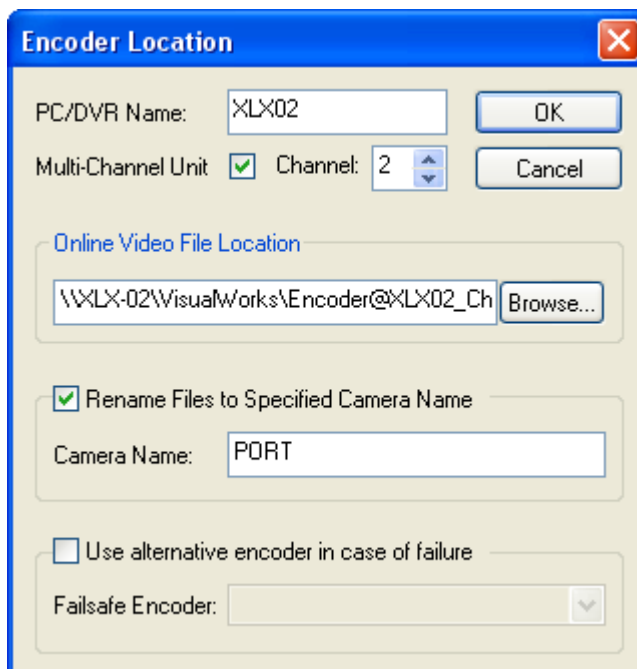 Encoder Location
PC/DVR Name: XLX02 OK
Multi-Channel Unit Channel: 2 Cancel
Online Video File Location
\\XLX-02\VisualWorks\Encoder@XLX02_Ch Browse...
Rename Files to Specified Camera Name
Camera Name: PORT
Use alternative encoder in case of failure
Failsafe Encoder: